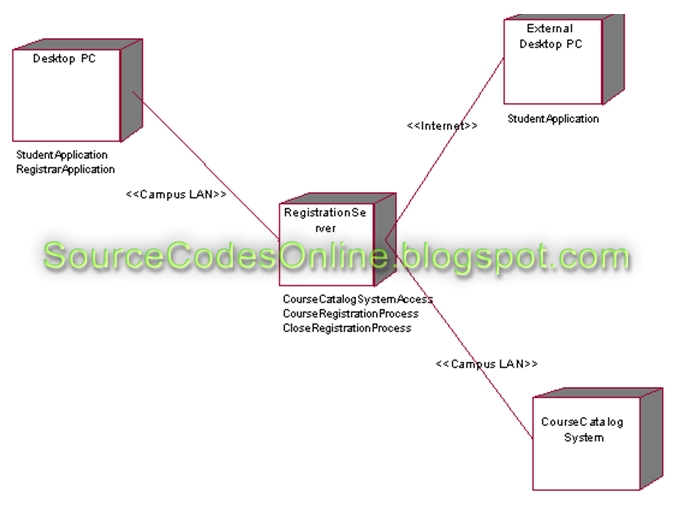 Desktop PC
StudentApplication
RegistrarApplication
<<Campus LAN>>
External
Desktop PC
StudentApplication
<<Internet>>
RegistrationSe
rver
SourceCodesOnline.blogspot.com
CourseCatalogSystemAccess
CourseRegistrationProcess
CloseRegistrationProcess
<<Campus LAN>>
CourseCatalog
System